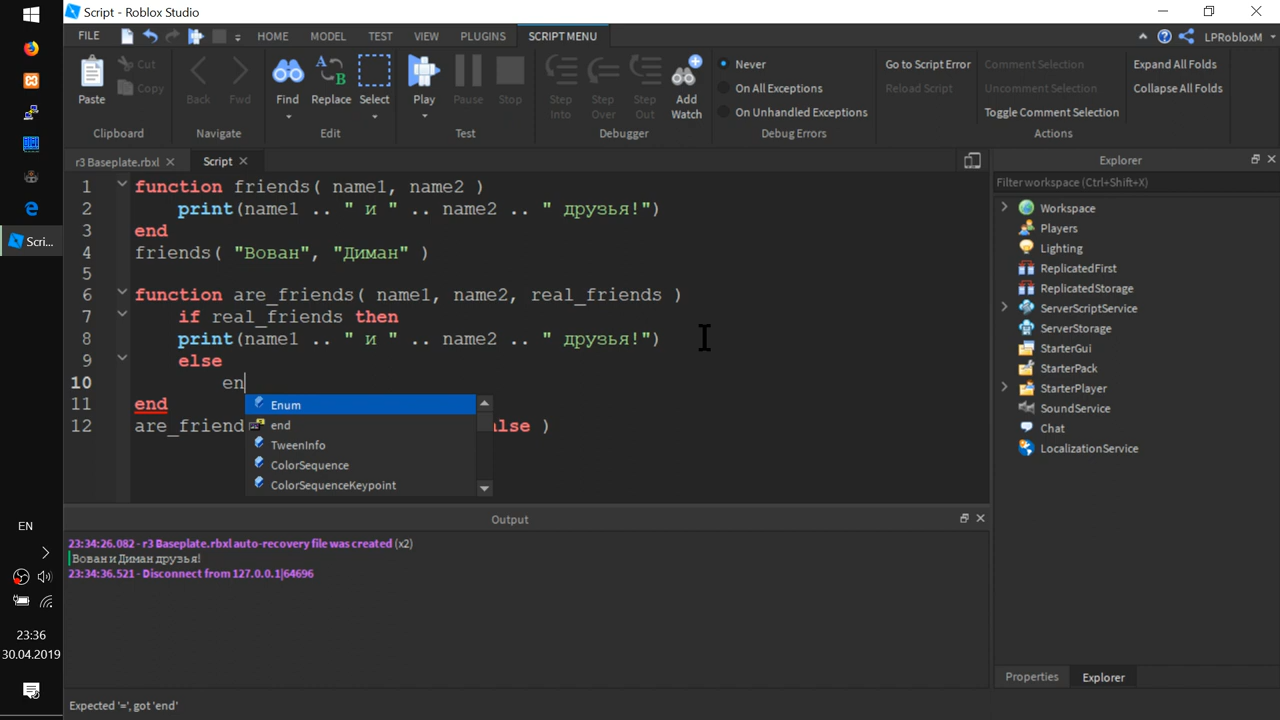 Script - Roblox Studio
FILE HOME MODEL TEST VIEW PLUGINS SCRIPT MENU LPRobloxM
Paste Cut Copy Back Fwd Find Replace Select Play Pause Stop Step Into Step Over Step Out Add Watch
Never Go to Script Error Comment Selection Expand All Folds
On All Exceptions Reload Script Uncomment Selection Collapse All Folds
On Unhandled Exceptions Toggle Comment Selection
Clipboard Navigate Edit Test Debugger Debug Errors Actions
r3 Baseplate.rbxl Script Explorer
Filter workspace (Ctrl+Shift+X)
1 function friends( name1, name2 )
2 print(name1 .. " и " .. name2 .. " друзья!")
3 end
4 friends( "Вован", "Диман" )
5
6 function are_friends( name1, name2, real_friends )
7 if real_friends then
8 print(name1 .. " и " .. name2 .. " друзья!")
9 else
10 en
11 end
12 are_friend alse )
Enum
end
TweenInfo
ColorSequence
ColorSequenceKeypoint
Workspace
Players
Lighting
ReplicatedFirst
ReplicatedStorage
ServerScriptService
ServerStorage
StarterGui
StarterPack
StarterPlayer
SoundService
Chat
LocalizationService
Output
23:34:26.082 - r3 Baseplate.rbxl auto-recovery file was created (x2)
Вован и Диман друзья!
23:34:36.521 - Disconnect from 127.0.0.1|64696
Properties Explorer
Expected '=', got 'end'
Scri...
EN
23:36
30.04.2019